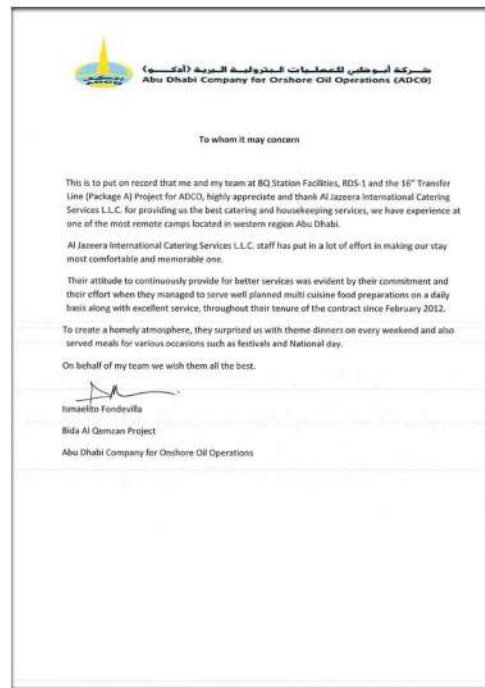 شركة أبوظبي للعمليات البترولية البرية (أدكو)
Abu Dhabi Company for Onshore Oil Operations (ADCO)
ADCO
To whom it may concern
This is to put on record that me and my team at BQ Station Facilities, RDS-1 and the 16" Transfer
Line (Package A) Project for ADCO, highly appreciate and thank Al Jazeera International Catering
Services L.L.C. for providing us the best catering and housekeeping services, we have experience at
one of the most remote camps located in western region Abu Dhabi.
Al Jazeera International Catering Services L.L.C. staff has put in a lot of effort in making our stay
most comfortable and memorable one.
Their attitude to continuously provide for better services was evident by their commitment and
their effort when they managed to serve well planned multi cuisine food preparations on a daily
basis along with excellent service, throughout their tenure of the contract since February 2012.
To create a homely atmosphere, they surprised us with theme dinners on every weekend and also
served meals for various occasions such as festivals and National day.
On behalf of my team we wish them all the best.
Ismaelito Fondevilla
Bida Al Qemzan Project
Abu Dhabi Company for Onshore Oil Operations